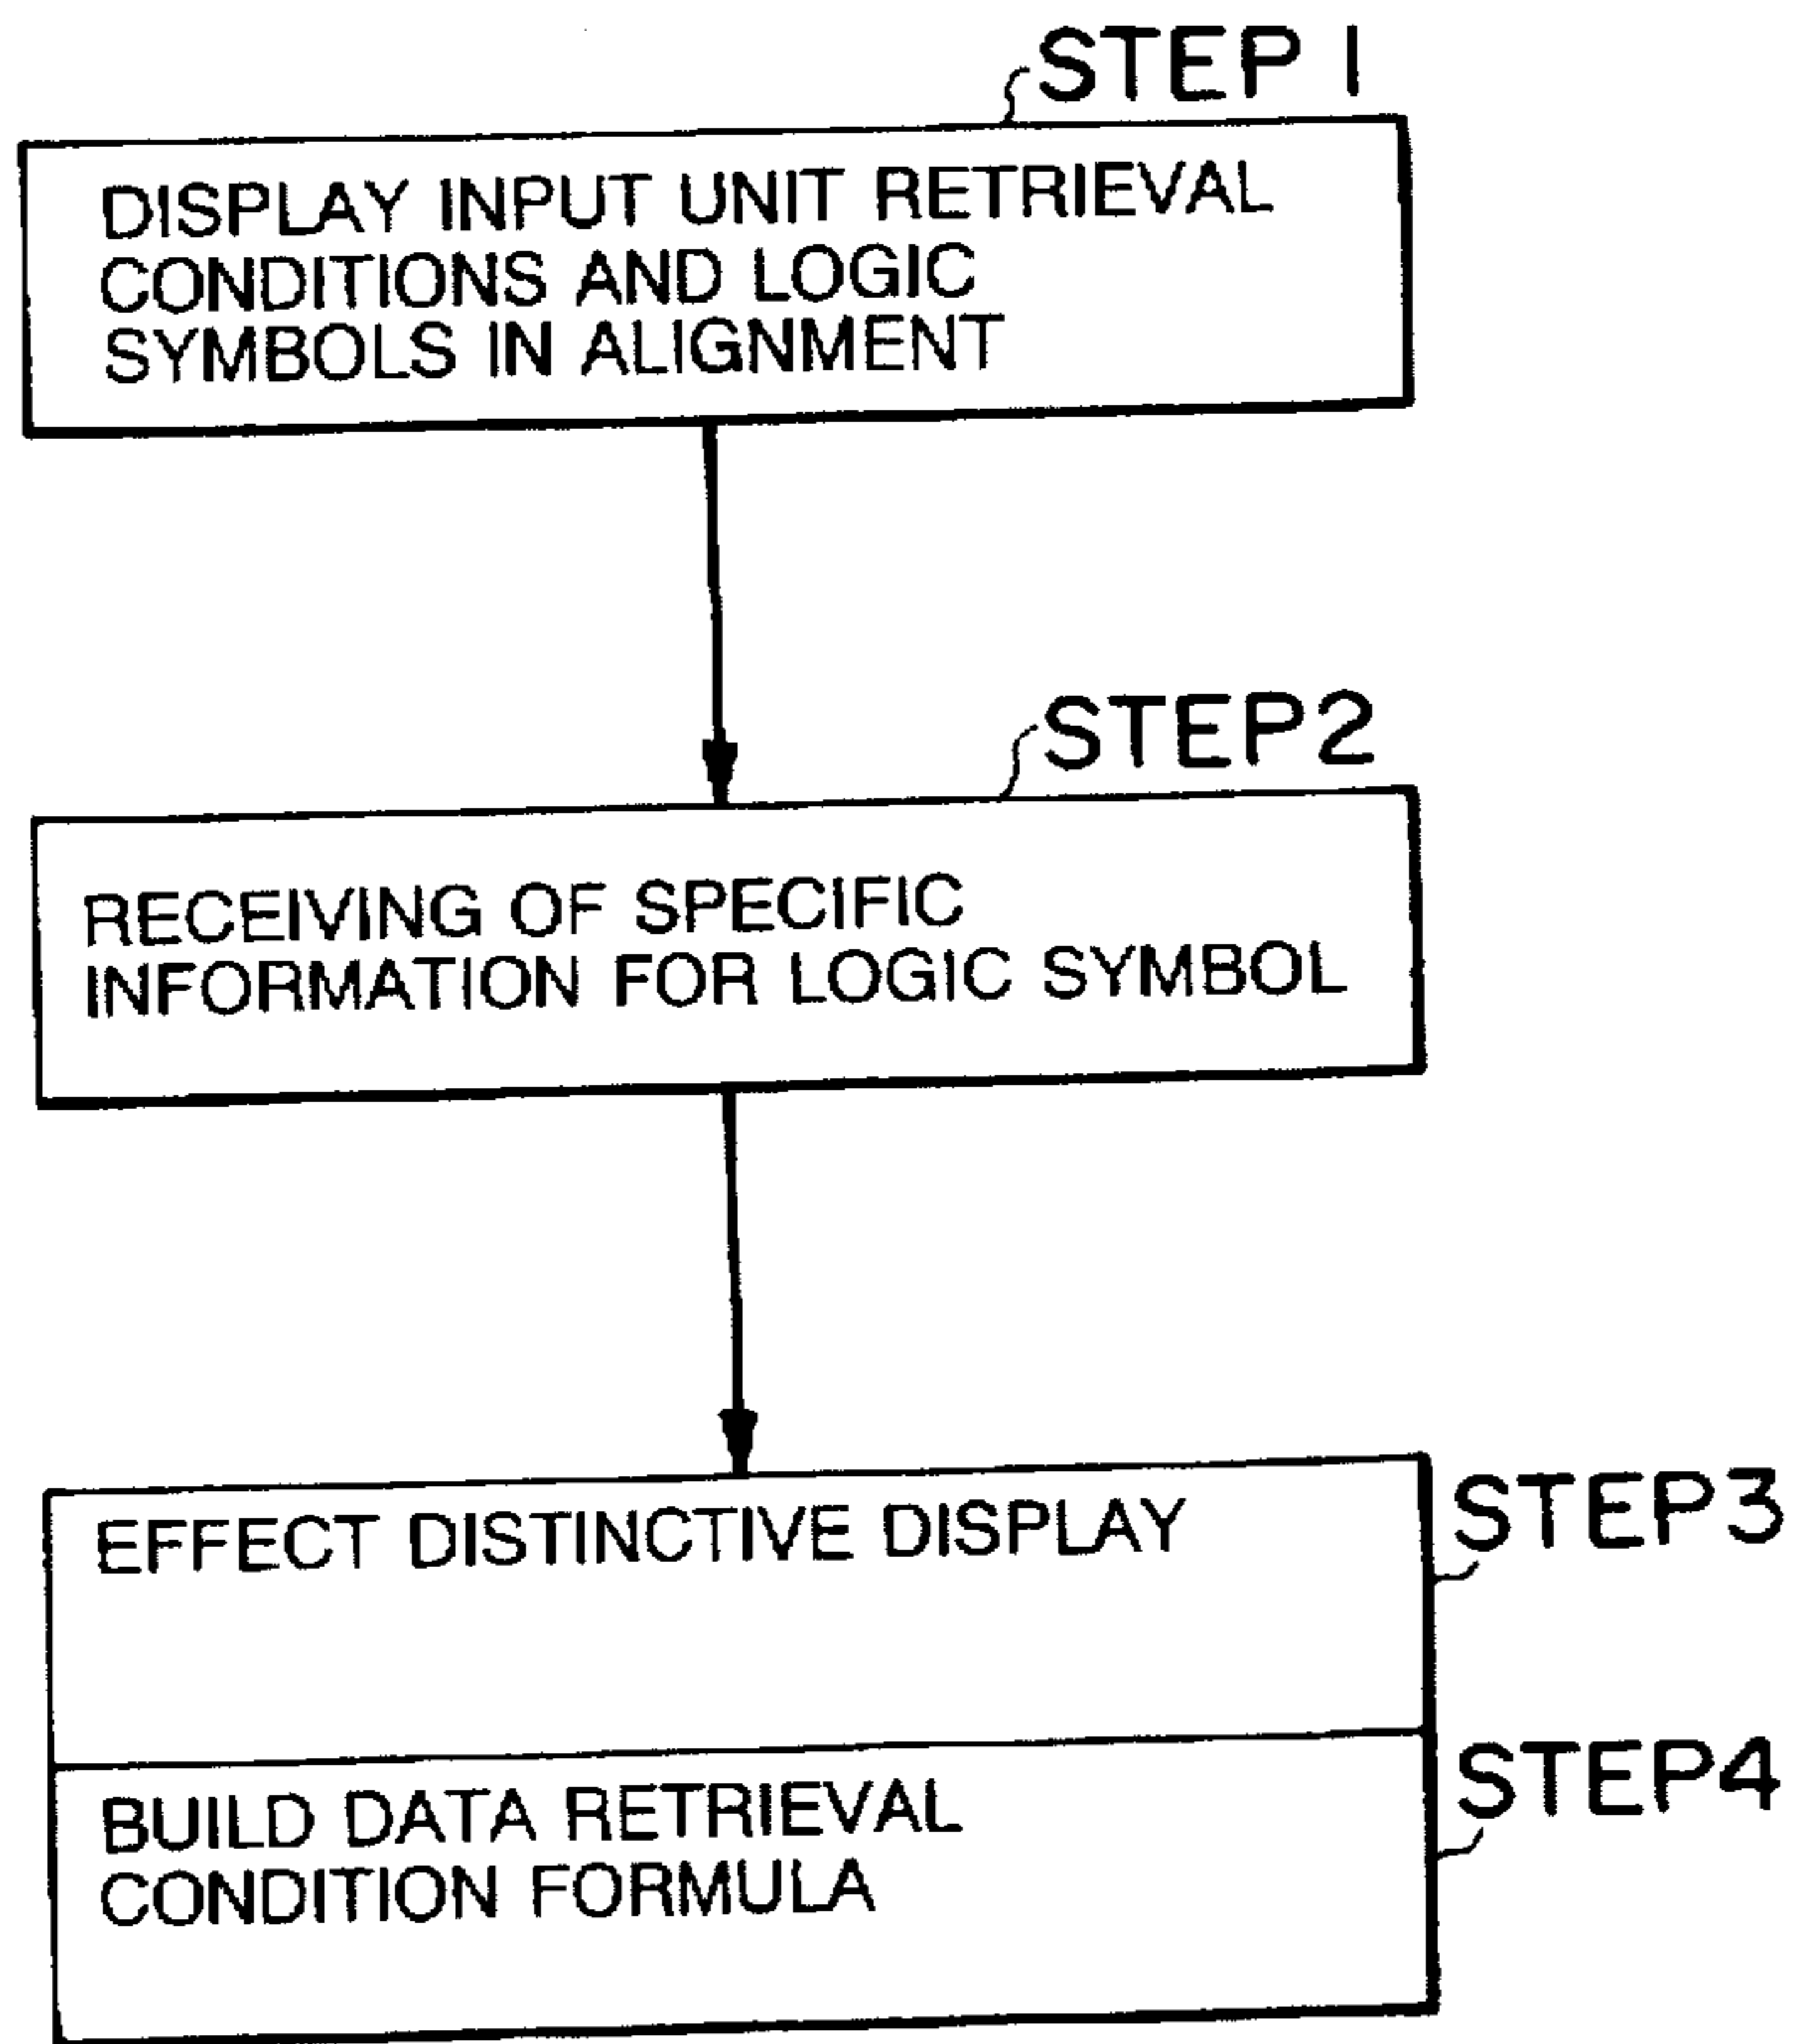 STEP 1
DISPLAY INPUT UNIT RETRIEVAL
CONDITIONS AND LOGIC
SYMBOLS IN ALIGNMENT
STEP2
RECEIVING OF SPECIFIC
INFORMATION FOR LOGIC SYMBOL
EFFECT DISTINCTIVE DISPLAY
STEP3
BUILD DATA RETRIEVAL
CONDITION FORMULA
STEP4